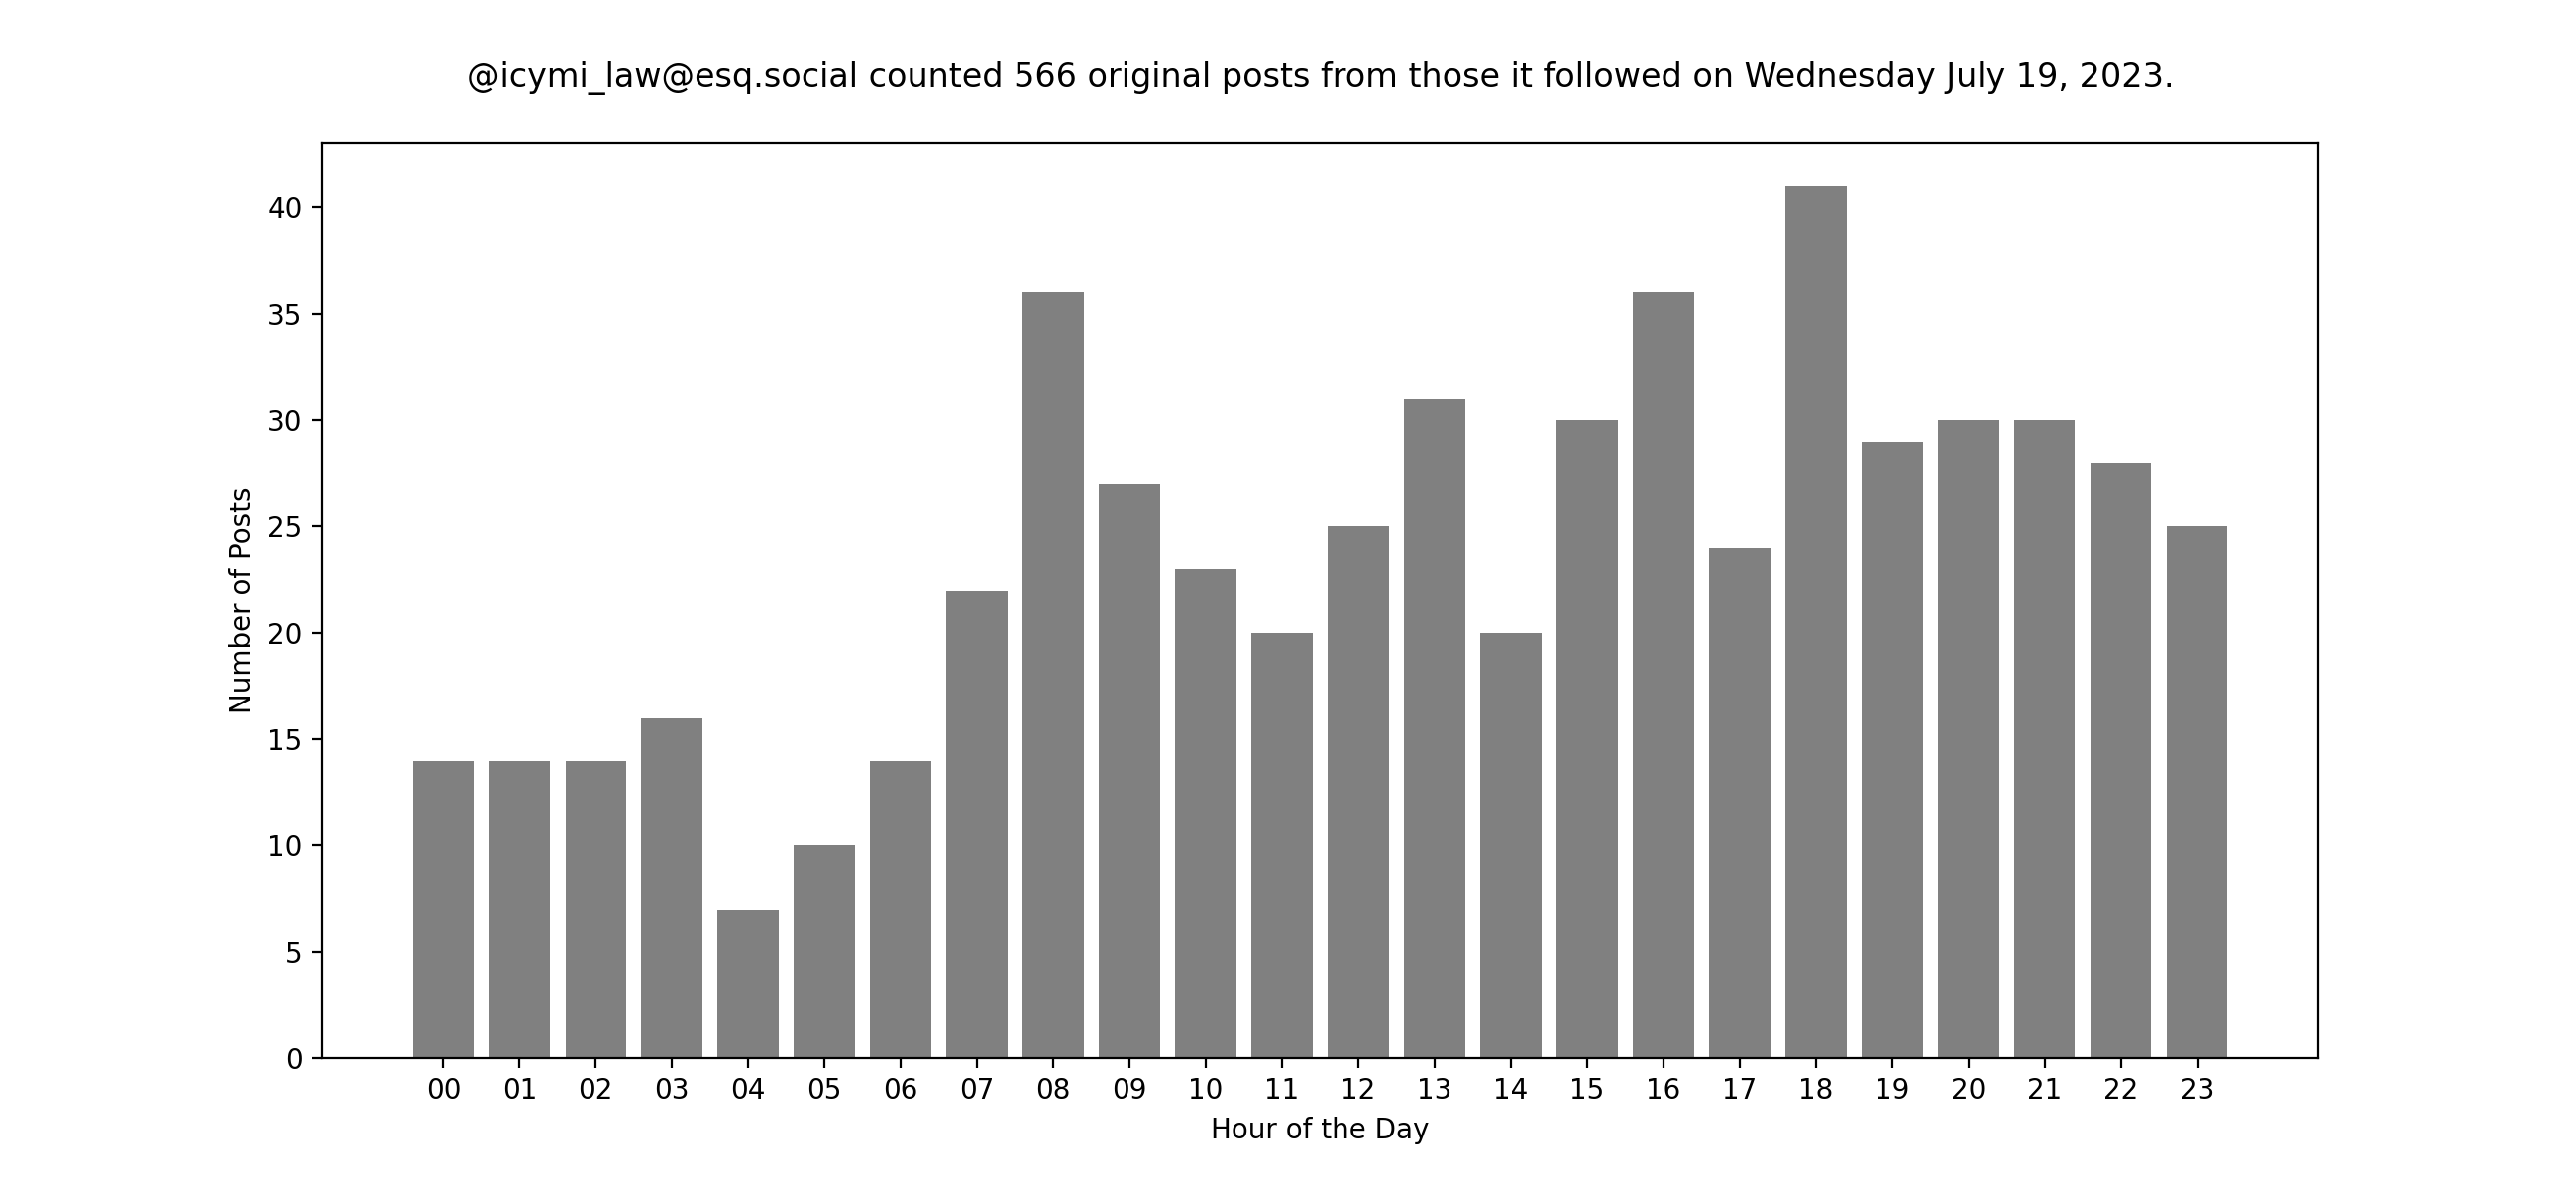 @icymi_law@esq.social counted 566 original posts from those it followed on Wednesday July 19, 2023.
40
35
30
25
20
15
10
5
0
Number of Posts
00 01 02 03 04 05 06 07 08 09 10 11 12 13 14 15 16 17 18 19 20 21 22 23
Hour of the Day